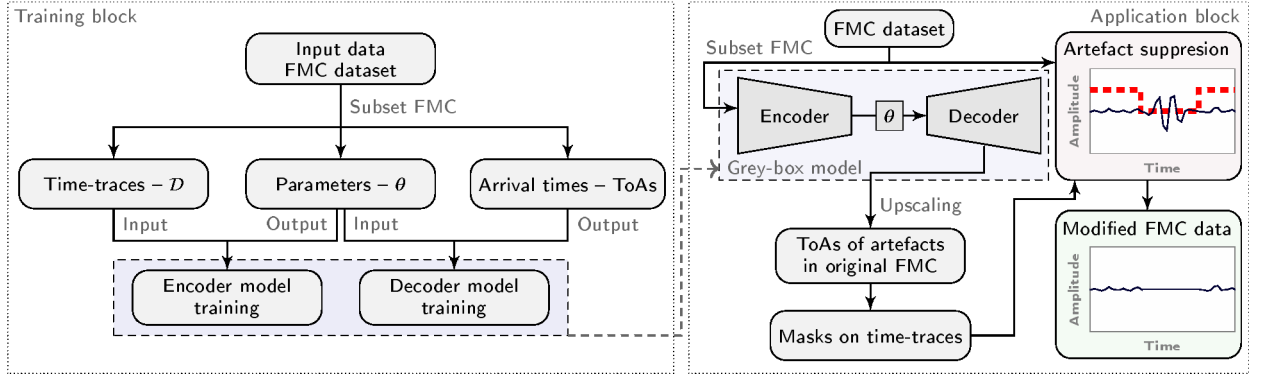 Training block
Input data
FMC dataset
Subset FMC
Time-traces – 𝒟
Parameters – θ
Arrival times – ToAs
Input
Output
Input
Output
Encoder model
training
Decoder model
training
Application block
FMC dataset
Subset FMC
Encoder
θ
Decoder
Grey-box model
Upscaling
ToAs of artefacts
in original FMC
Masks on time-traces
Artefact suppresion
Amplitude
Time
Modified FMC data
Amplitude
Time